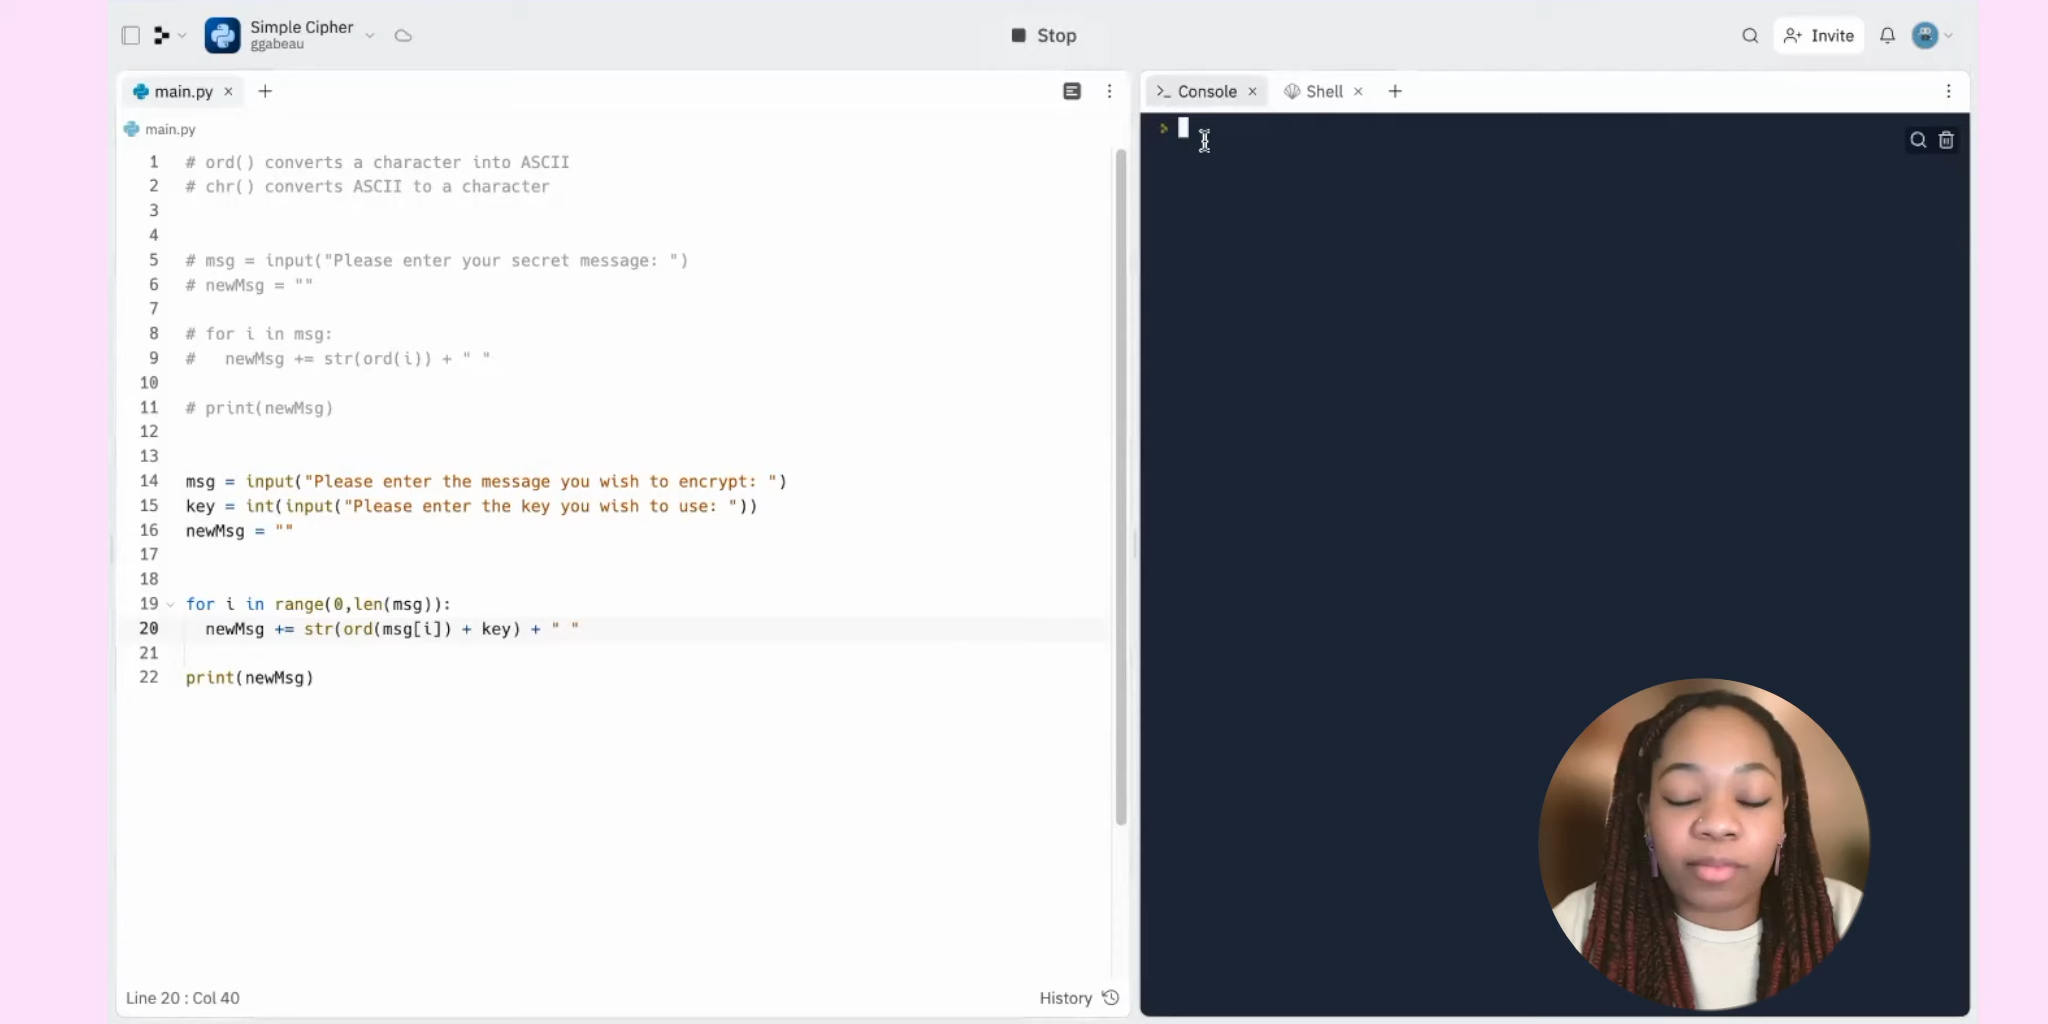 Simple Cipher
ggabeau
Stop
Invite
main.py
main.py
1 # ord() converts a character into ASCII
2 # chr() converts ASCII to a character
3
4
5 # msg = input("Please enter your secret message: ")
6 # newMsg = ""
7
8 # for i in msg:
9 #   newMsg += str(ord(i)) + " "
10
11 # print(newMsg)
12
13
14 msg = input("Please enter the message you wish to encrypt: ")
15 key = int(input("Please enter the key you wish to use: "))
16 newMsg = ""
17
18
19 for i in range(0,len(msg)):
20   newMsg += str(ord(msg[i]) + key) + " "
21
22 print(newMsg)
Line 20 : Col 40
History
Console
Shell